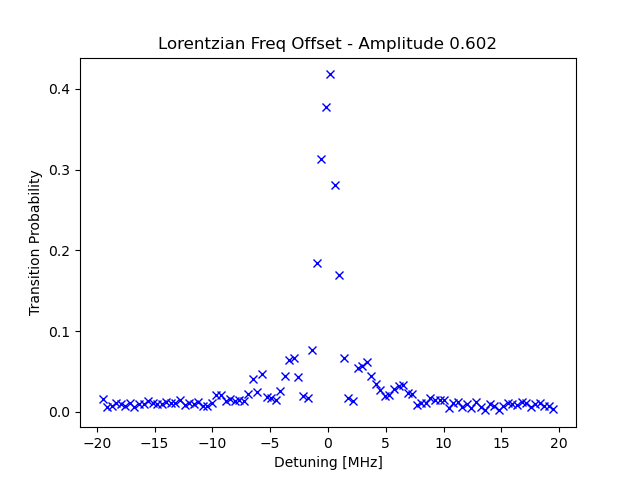 Lorentzian Freq Offset - Amplitude 0.602
Transition Probability
0.4
0.3
0.2
0.1
0.0
−20 −15 −10 −5 0 5 10 15 20
Detuning [MHz]